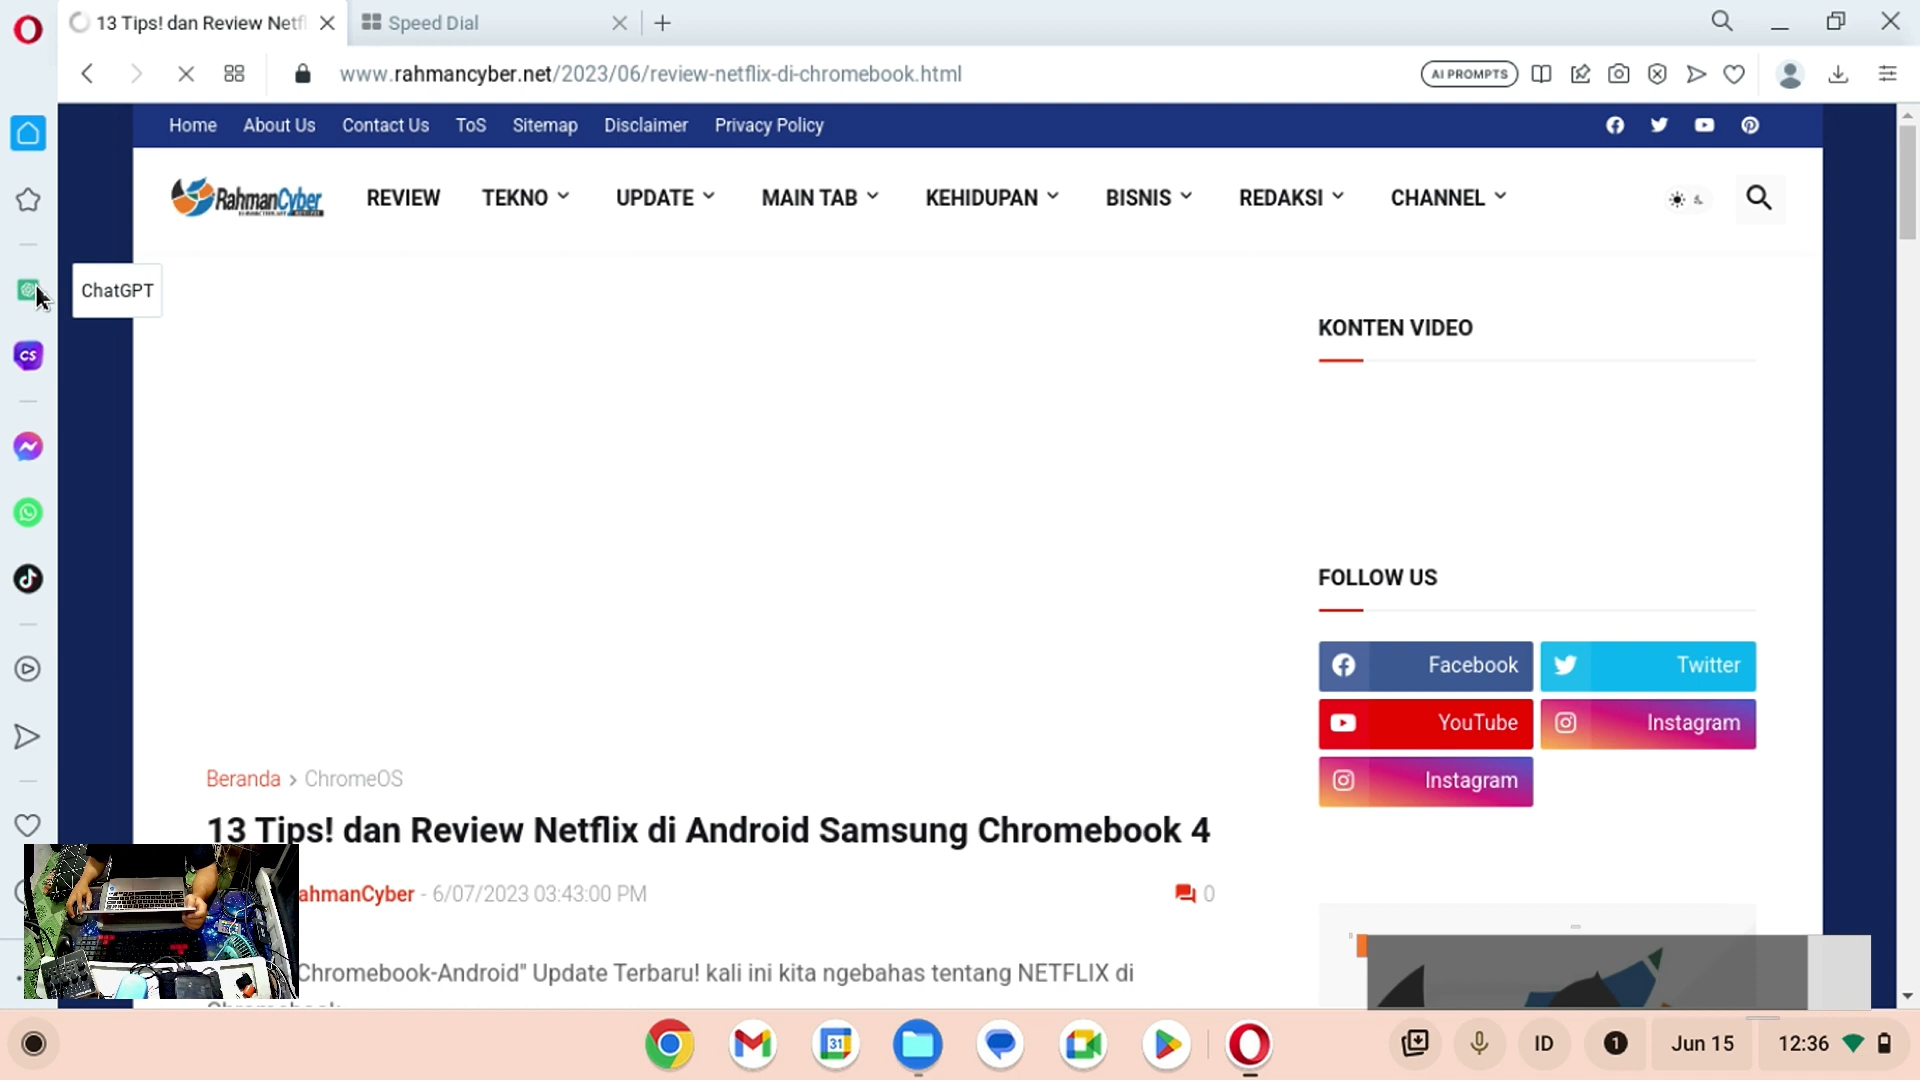 13 Tips! dan Review Netfl
Speed Dial
www.rahmancyber.net/2023/06/review-netflix-di-chromebook.html
AI PROMPTS
Home About Us Contact Us ToS Sitemap Disclaimer Privacy Policy
RahmanCyber
REVIEW TEKNO UPDATE MAIN TAB KEHIDUPAN BISNIS REDAKSI CHANNEL
ChatGPT
CS
KONTEN VIDEO
FOLLOW US
Facebook Twitter
YouTube Instagram
Instagram
Beranda > ChromeOS
13 Tips! dan Review Netflix di Android Samsung Chromebook 4
ahmanCyber - 6/07/2023 03:43:00 PM 0
Chromebook-Android" Update Terbaru! kali ini kita ngebahas tentang NETFLIX di
31
ID 1 Jun 15 12:36